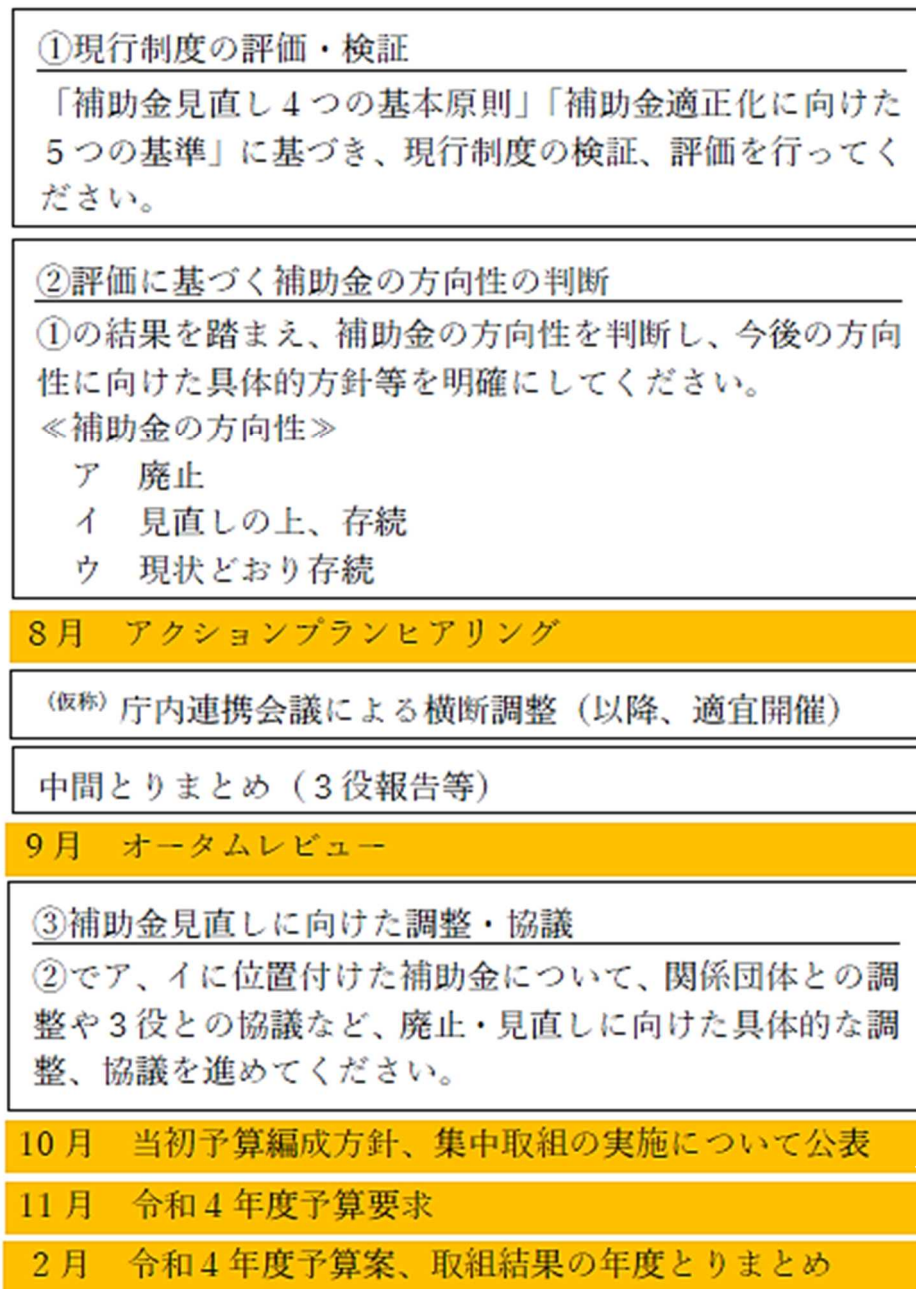 ①現行制度の評価・検証
「補助金見直し4つの基本原則」「補助金適正化に向けた
5つの基準」に基づき、現行制度の検証、評価を行ってく
ださい。
②評価に基づく補助金の方向性の判断
①の結果を踏まえ、補助金の方向性を判断し、今後の方向
性に向けた具体的方針等を明確にしてください。
≪補助金の方向性≫
ア 廃止
イ 見直しの上、存続
ウ 現状どおり存続
8月 アクションプランヒアリング
(仮称) 庁内連携会議による横断調整（以降、適宜開催）
中間とりまとめ（3役報告等）
9月 オータムレビュー
③補助金見直しに向けた調整・協議
②でア、イに位置付けた補助金について、関係団体との調
整や3役との協議など、廃止・見直しに向けた具体的な調
整、協議を進めてください。
10月 当初予算編成方針、集中取組の実施について公表
11月 令和4年度予算要求
2月 令和4年度予算案、取組結果の年度とりまとめ